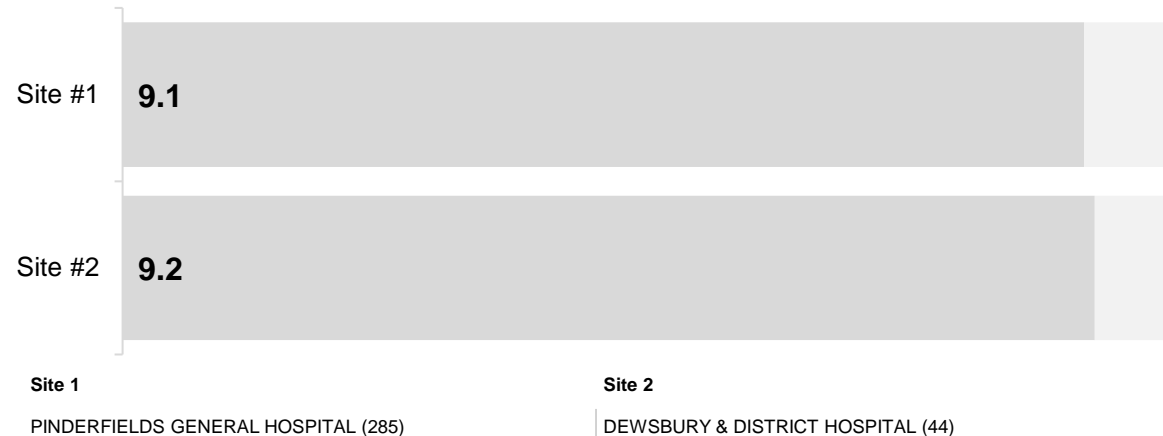 Site #1 9.1
Site #2 9.2
Site 1 Site 2
PINDERFIELDS GENERAL HOSPITAL (285) DEWSBURY & DISTRICT HOSPITAL (44)